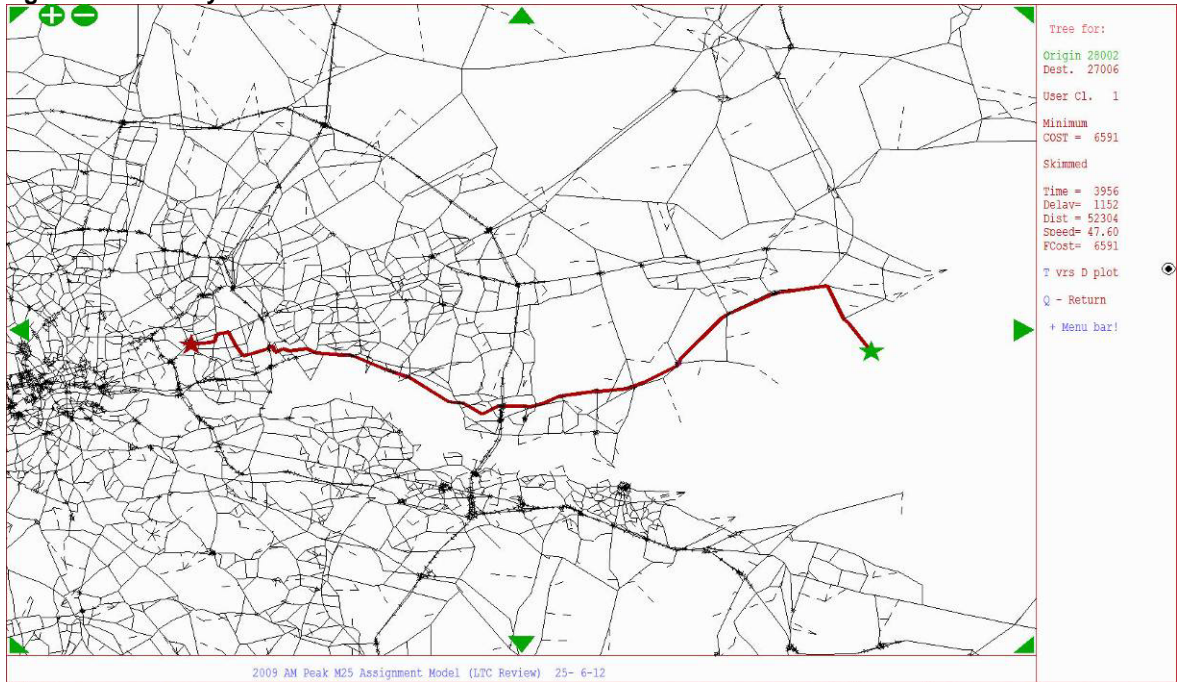 Tree for:
Origin 28002
Dest. 27006
User Cl. 1
Minimum
COST = 6591
Skimmed
Time = 3956
Delay= 1152
Dist = 52304
Speed= 47.60
FCost= 6591
T vrs D plot
Q - Return
+ Menu bar!
2009 AM Peak M25 Assignment Model (LTC Review) 25- 6-12